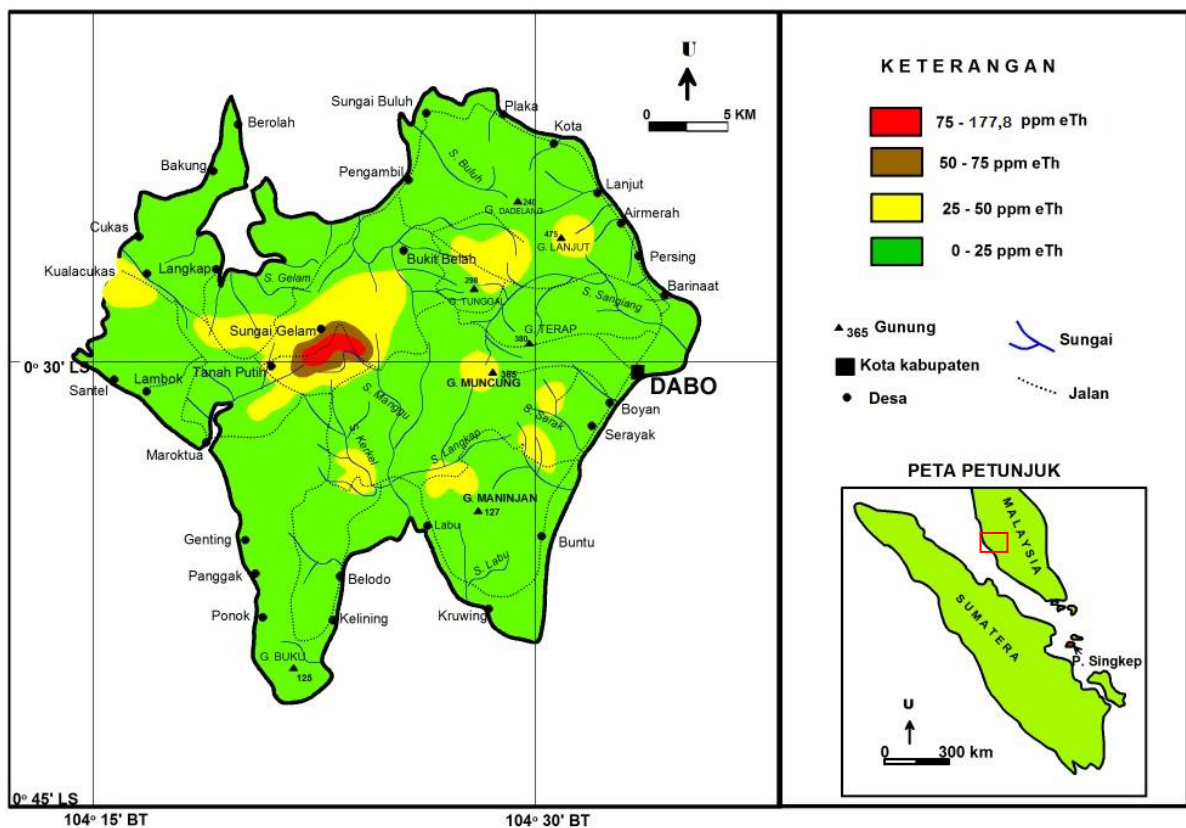 U
0 5 KM
Sungai Buluh
Plaka
Kota
Berolah
Bakung
Pengambil
S. Buluh
Lanjut
240
G. DADELANG
Airmerah
Cukas
475
G. LANJUT
Persing
Kualacukas
Langkap
Bukit Belah
S. Gelam
298
G. TUNGGAL
S. Sangiang
Barinaat
Sungai Gelam
G. TERAP
380
0° 30' LS
Tanah Putih
365
G. MUNCUNG
DABO
Santel
Lambok
S. Manggu
Boyan
S. Serak
Serayak
Maroktua
S. Kerkel
S. Langkap
G. MANINJAN
127
Labu
Genting
Buntu
S. Labu
Panggak
Belodo
Ponok
Kelining
Kruwing
G. BUKU
125
0° 45' LS
104° 15' BT
104° 30' BT
KETERANGAN
75 - 177,8 ppm eTh
50 - 75 ppm eTh
25 - 50 ppm eTh
0 - 25 ppm eTh
365 Gunung
Sungai
Kota kabupaten
Desa
Jalan
PETA PETUNJUK
MALAYSIA
SUMATERA
P. Singkep
U
0 300 km